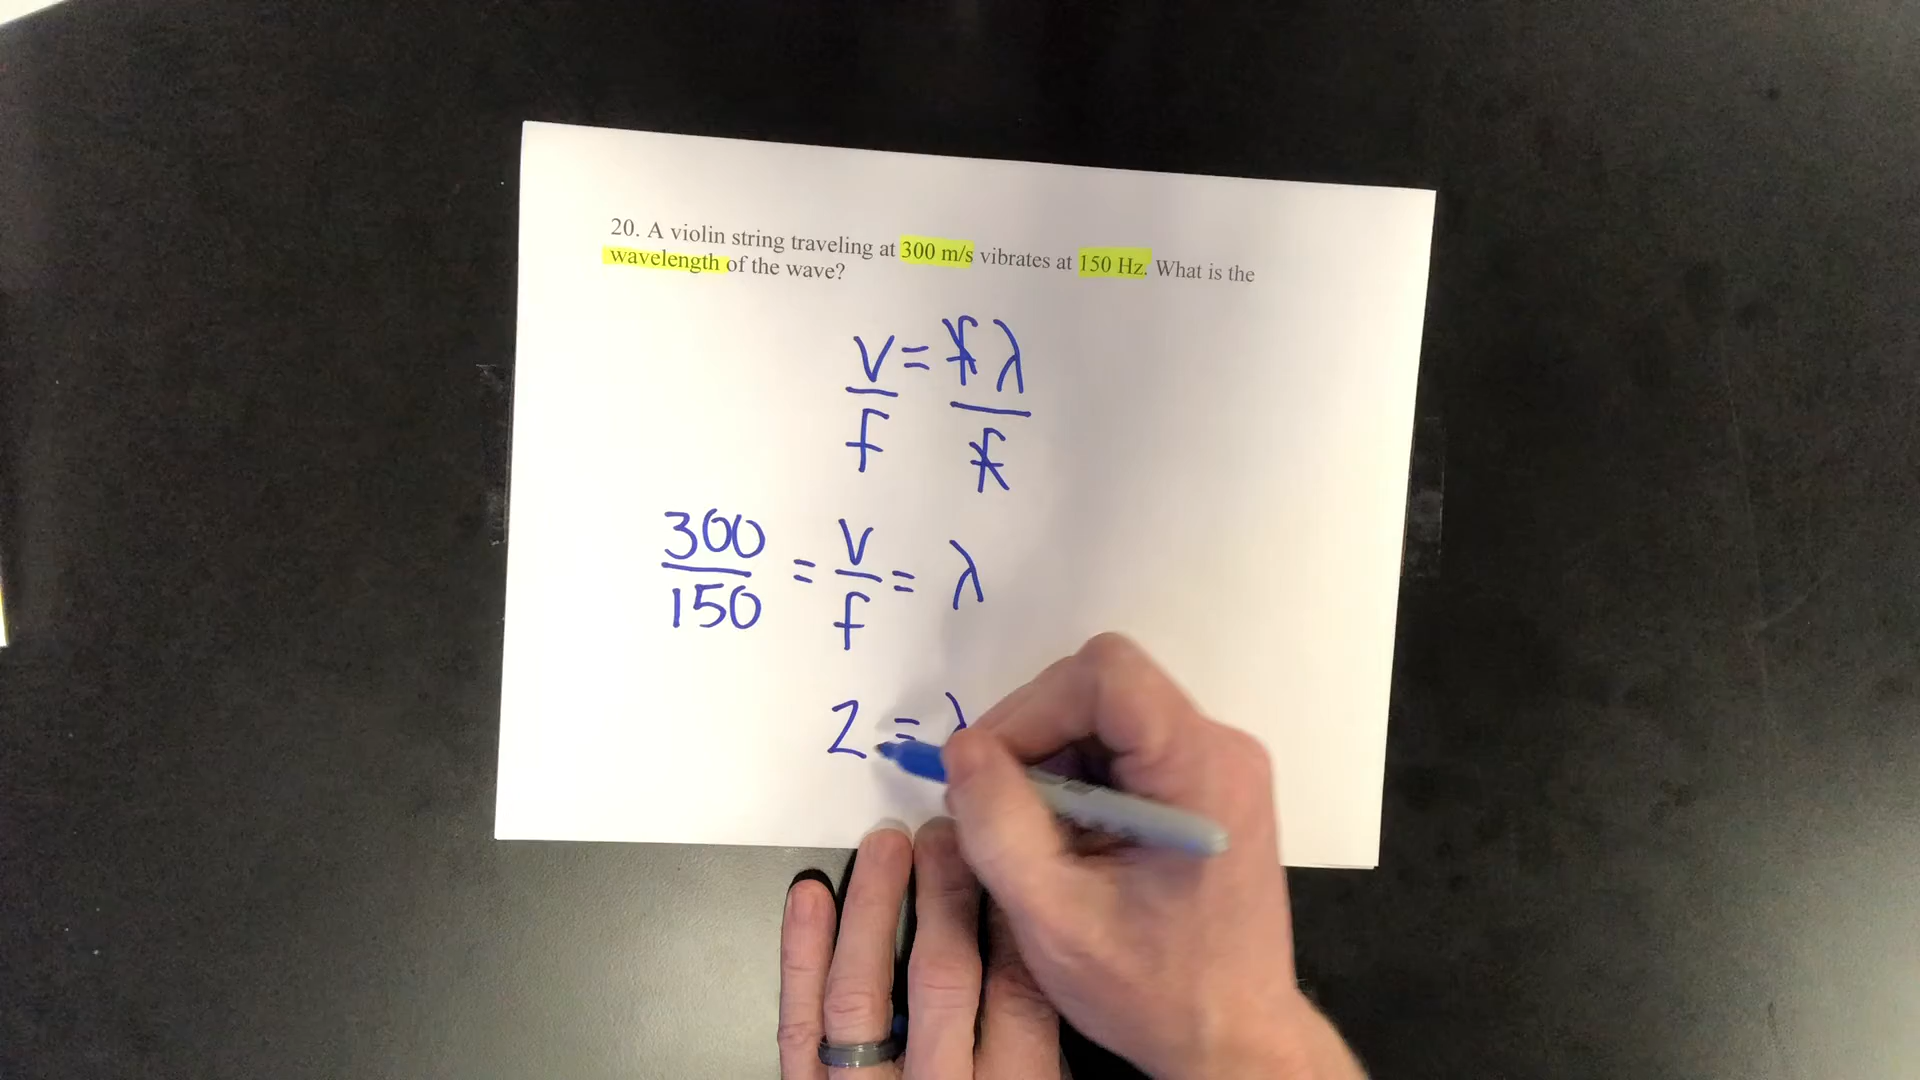 20. A violin string traveling at 300 m/s vibrates at 150 Hz. What is the
wavelength of the wave?
v = f λ
f f
300 = v = λ
150 f
2 = λ